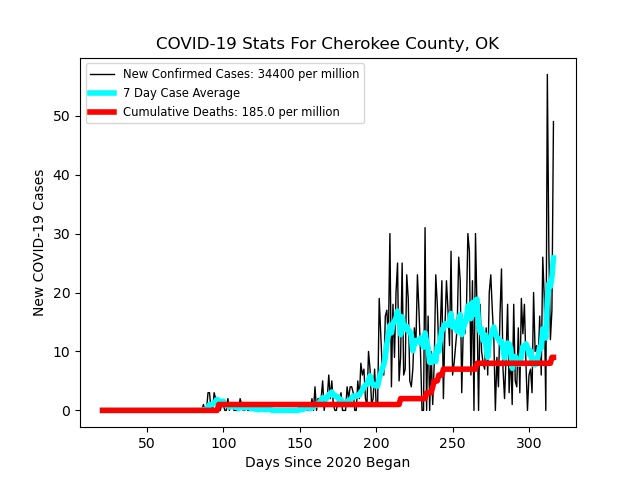 COVID-19 Stats For Cherokee County, OK
New Confirmed Cases: 34400 per million
7 Day Case Average
Cumulative Deaths: 185.0 per million
New COVID-19 Cases
50
40
30
20
10
0
50 100 150 200 250 300
Days Since 2020 Began